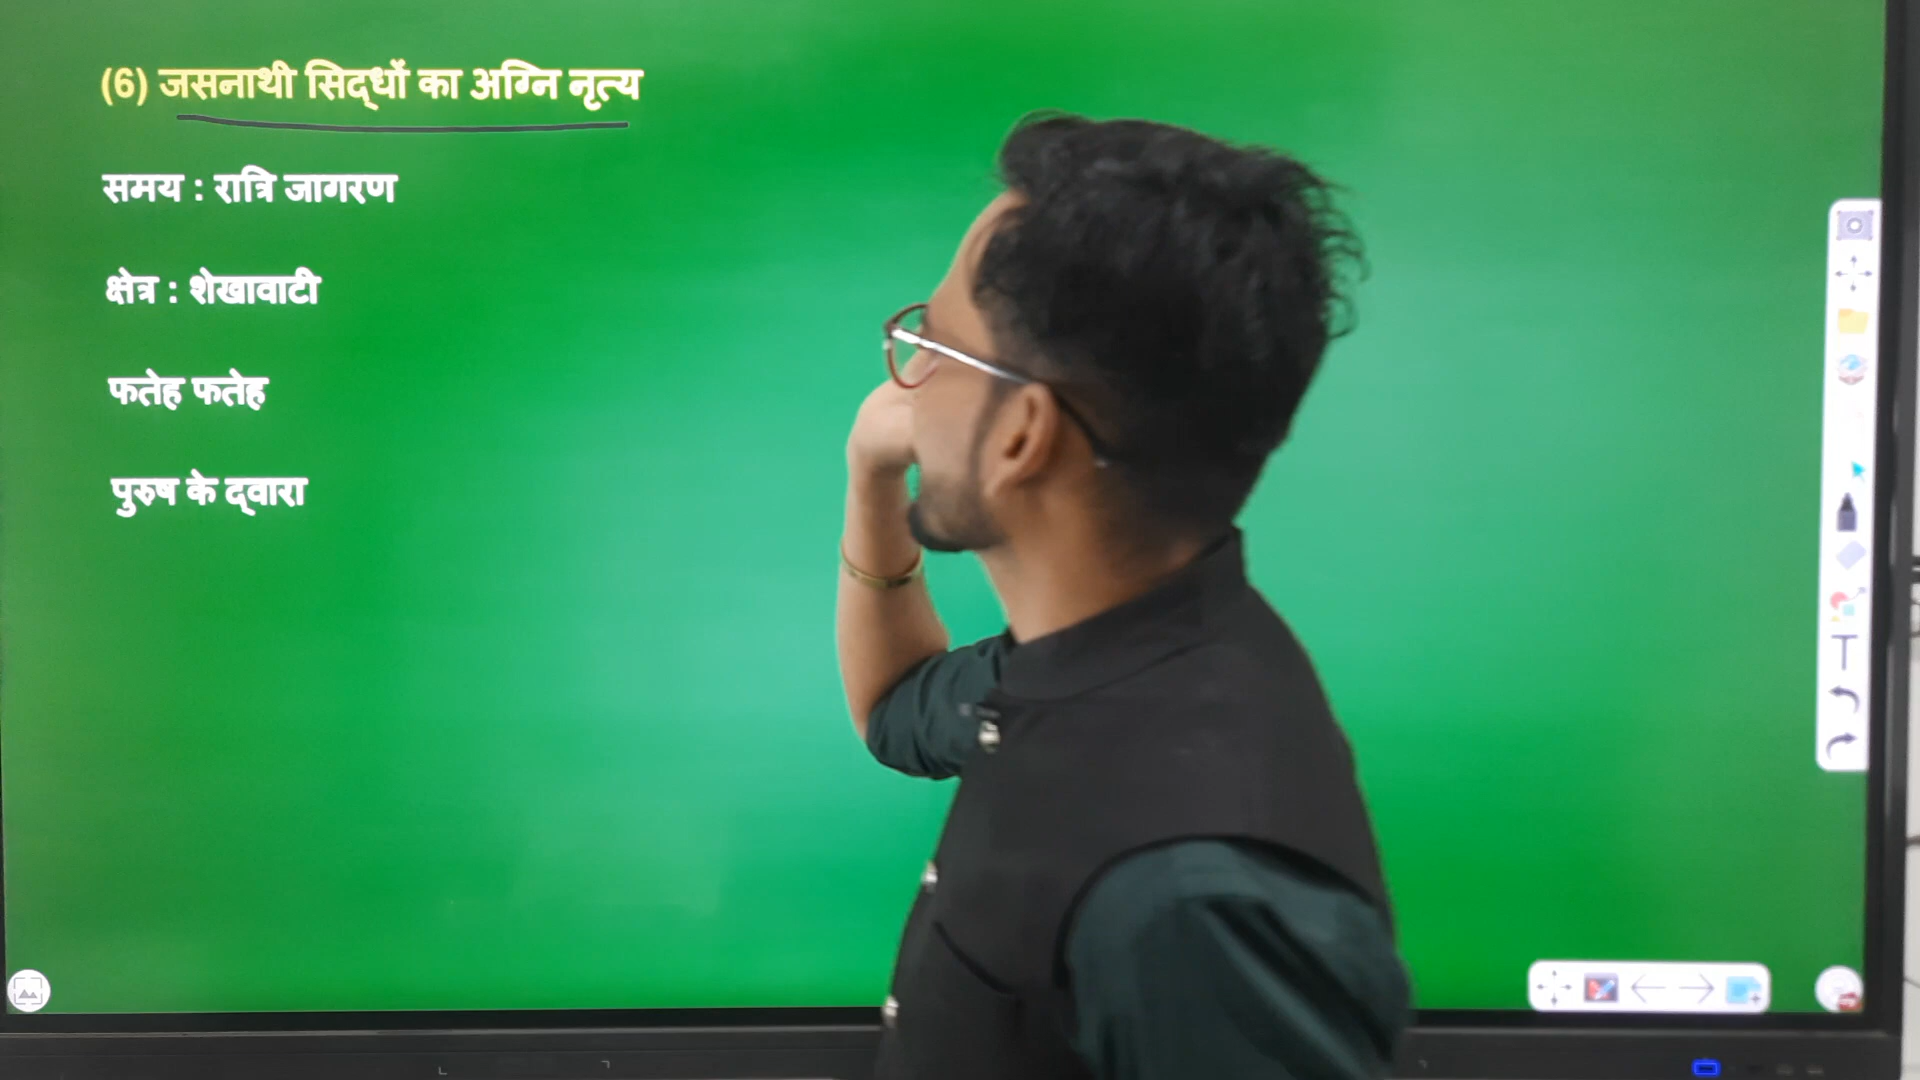 (6) जसनाथी सिद्धों का अग्नि नृत्य
समय : रात्रि जागरण
क्षेत्र : शेखावाटी
फतेह फतेह
पुरुष के द्वारा
T